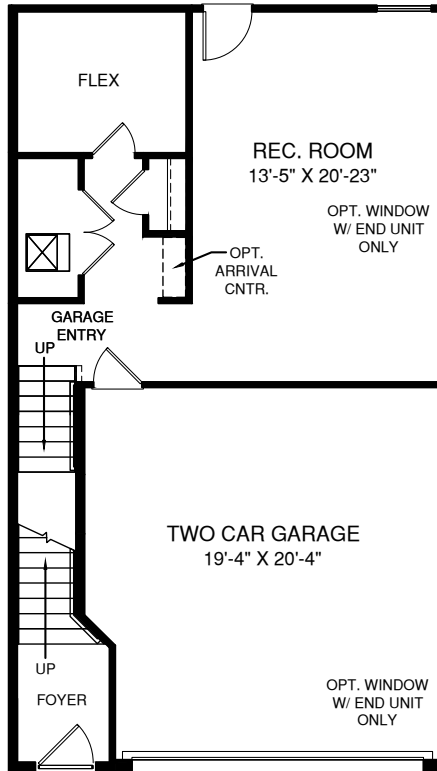 FLEX
REC. ROOM
13'-5" X 20'-23"
OPT. WINDOW
W/ END UNIT
ONLY
OPT.
ARRIVAL
CNTR.
GARAGE
ENTRY
UP
TWO CAR GARAGE
19'-4" X 20'-4"
UP
FOYER
OPT. WINDOW
W/ END UNIT
ONLY